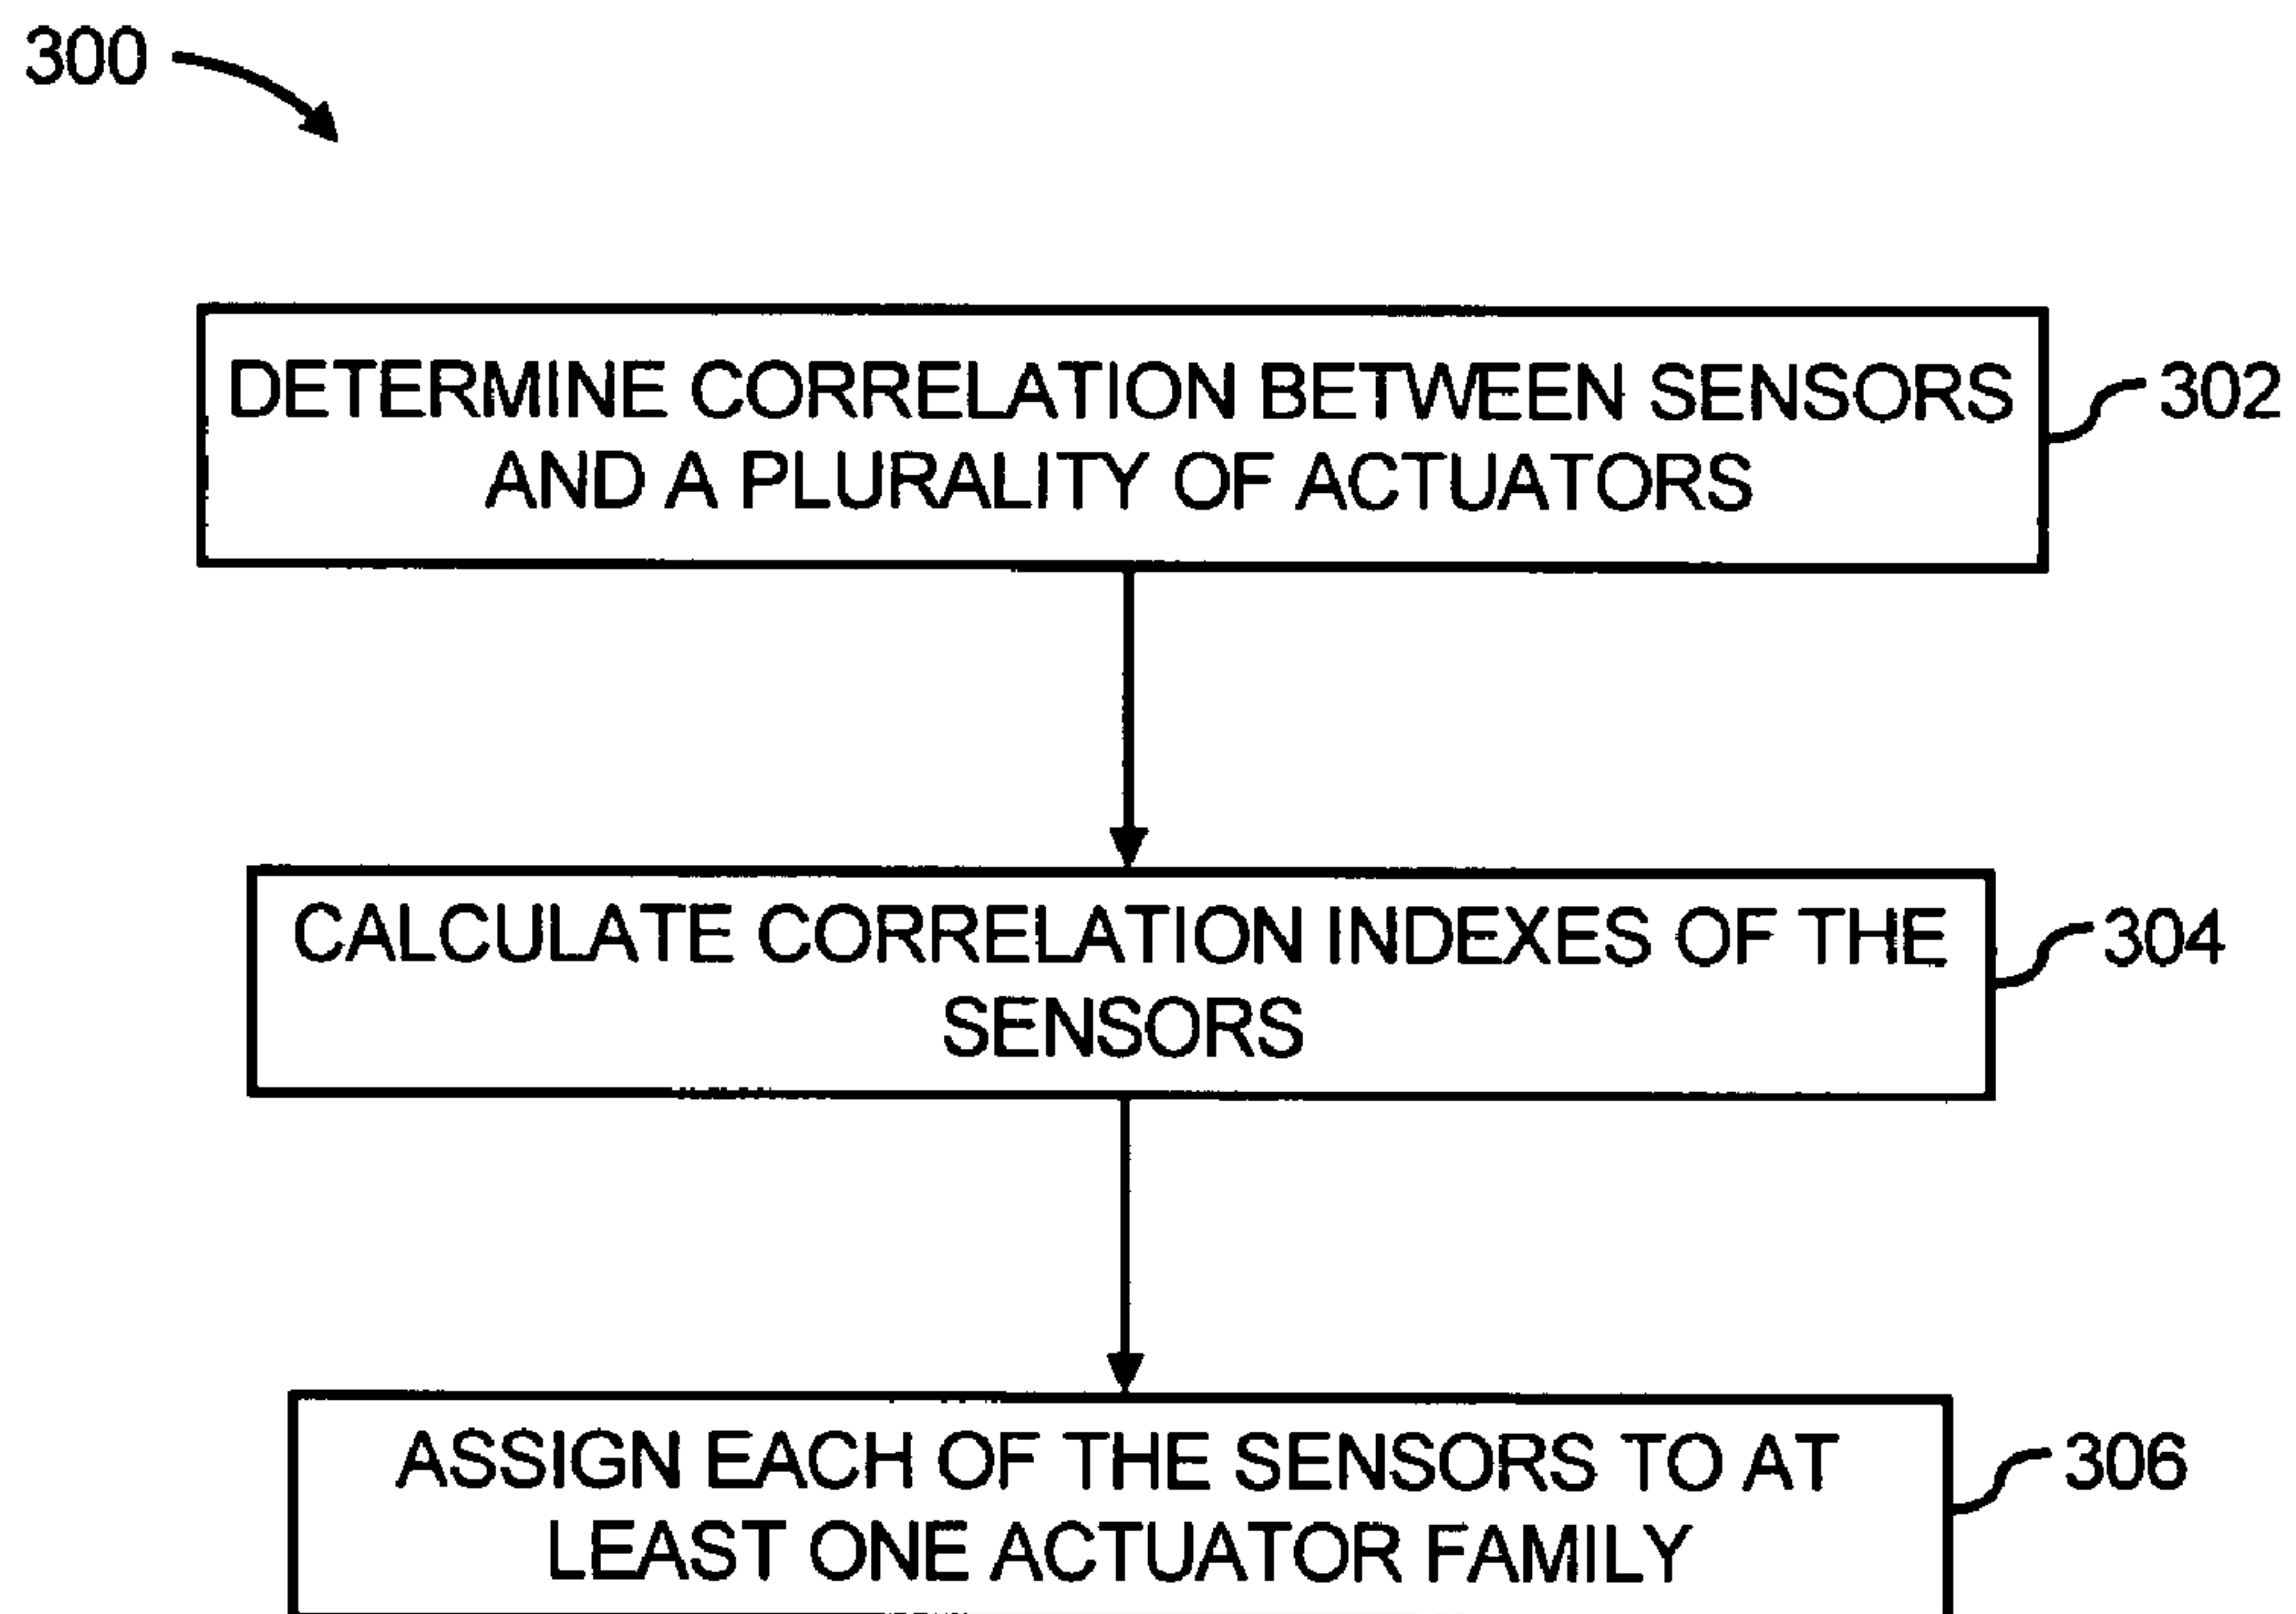 300
DETERMINE CORRELATION BETWEEN SENSORS
AND A PLURALITY OF ACTUATORS
302
CALCULATE CORRELATION INDEXES OF THE
SENSORS
304
ASSIGN EACH OF THE SENSORS TO AT
LEAST ONE ACTUATOR FAMILY
306